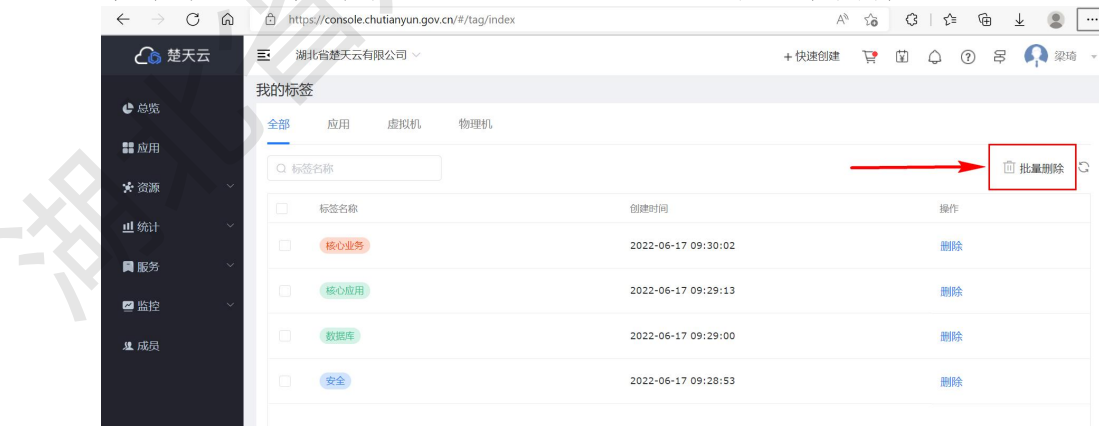 https://console.chutianyun.gov.cn/#/tag/index
楚天云
湖北省楚天云有限公司
+ 快速创建
梁琦
我的标签
总览
应用
资源
统计
服务
监控
成员
全部 应用 虚拟机 物理机
标签名称
批量删除
标签名称 创建时间 操作
核心业务 2022-06-17 09:30:02 删除
核心应用 2022-06-17 09:29:13 删除
数据库 2022-06-17 09:29:00 删除
安全 2022-06-17 09:28:53 删除
湖北省